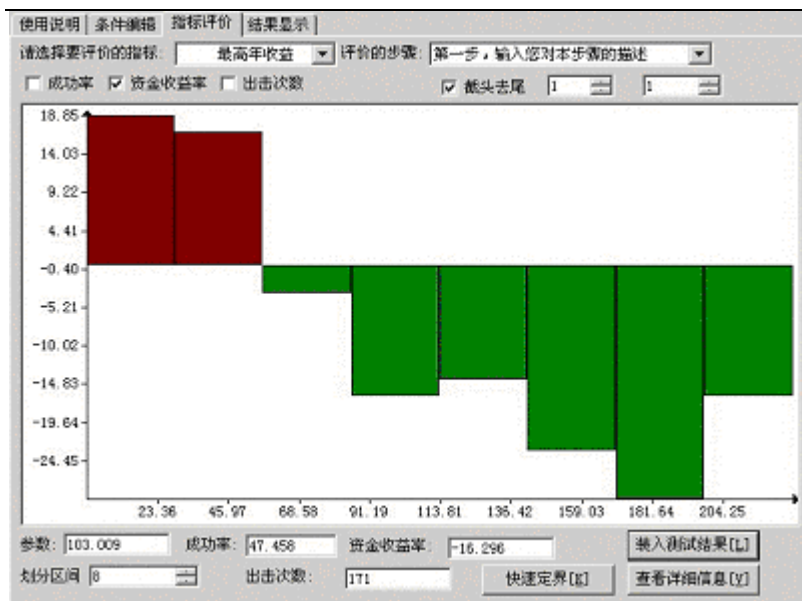 使用说明 条件编辑 指标评价 结果显示
请选择要评价的指标: 最高年收益 评价的步骤: 第一步,输入您对本步骤的描述
成功率 资金收益率 出击次数 截头去尾 1 1
18.85
14.03
9.22
4.41
-0.40
-5.21
-10.02
-14.83
-19.64
-24.45
23.36 45.97 68.58 91.19 113.81 136.42 159.03 181.64 204.25
参数: 103.009 成功率: 47.458 资金收益率: -16.296 装入测试结果[L]
划分区间 8 出击次数: 171 快速定界[K] 查看详细信息[V]